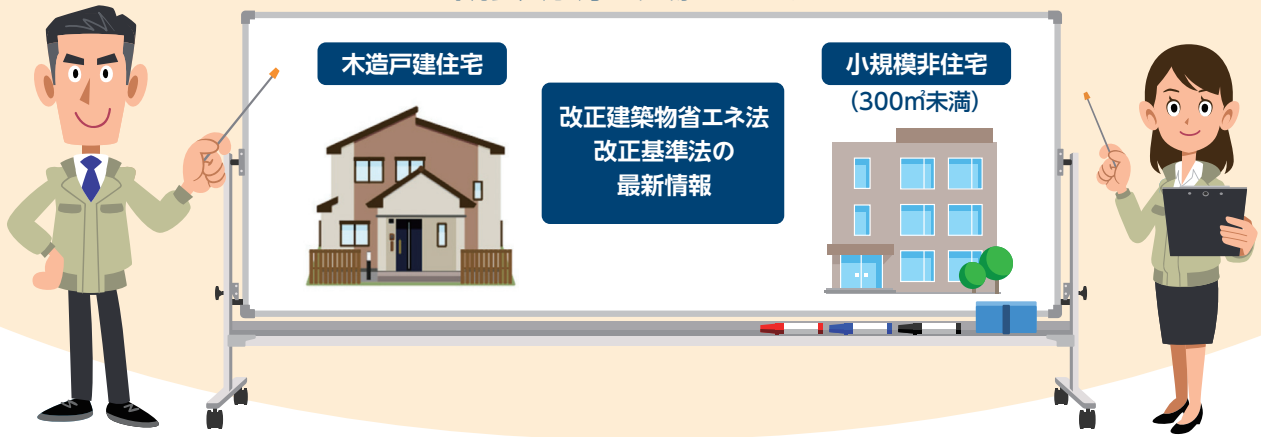 木造戸建住宅
改正建築物省エネ法
改正基準法の
最新情報
小規模非住宅
(300㎡未満)